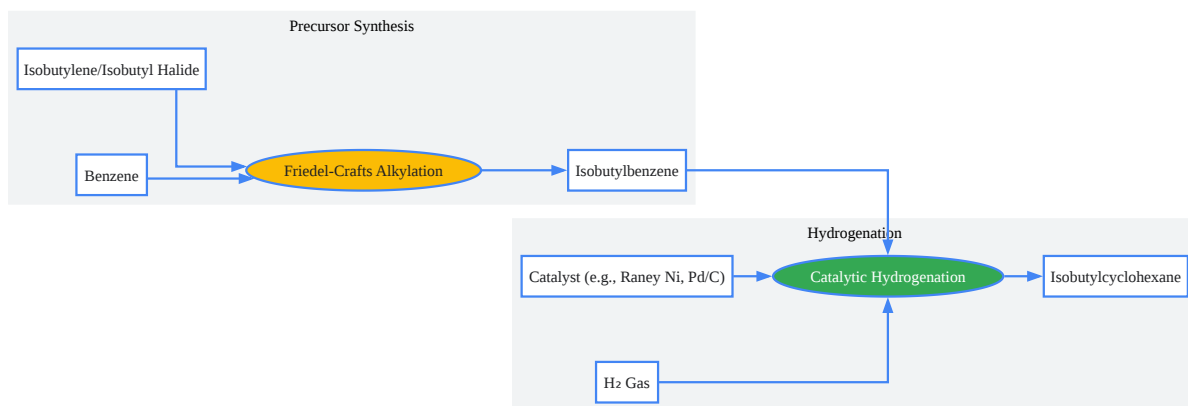 Precursor Synthesis
Isobutylene/Isobutyl Halide
Benzene
Friedel-Crafts Alkylation
Isobutylbenzene
Hydrogenation
Catalyst (e.g., Raney Ni, Pd/C)
Catalytic Hydrogenation
Isobutylcyclohexane
H₂ Gas